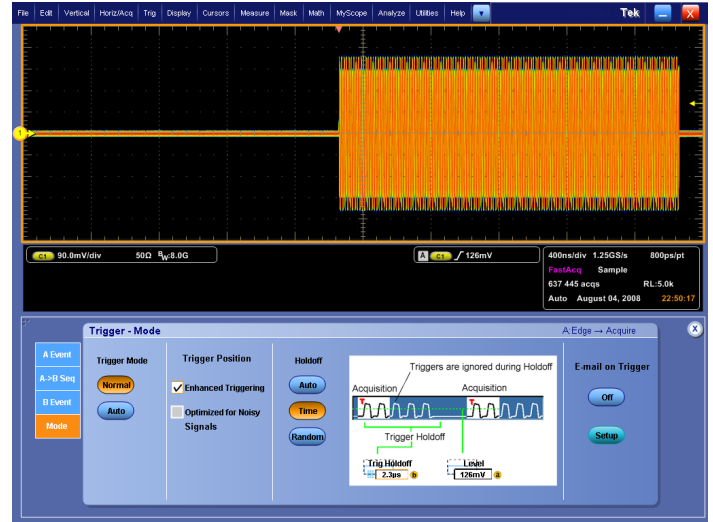 File Edit Vertical Horiz/Acq Trig Display Cursors Measure Mask Math MyScope Analyze Utilities Help Tek X
1
C1 90.0mV/div 50Ω BW:8.0G
A C1 126mV
400ns/div 1.25GS/s 800ps/pt
FastAcq Sample
637 445 acqs RL:5.0k
Auto August 04, 2008 22:50:17
Trigger - Mode A:Edge → Acquire X
A Event
A->B Seq
B Event
Mode
Trigger Mode
Normal
Auto
Trigger Position
Enhanced Triggering
Optimized for Noisy
Signals
Holdoff
Auto
Time
Random
Triggers are ignored during Holdoff
Acquisition Acquisition
T T
Trigger Holdoff
Trig Holdoff Level
2.3µs b 126mV a
E-mail on Trigger
Off
Setup